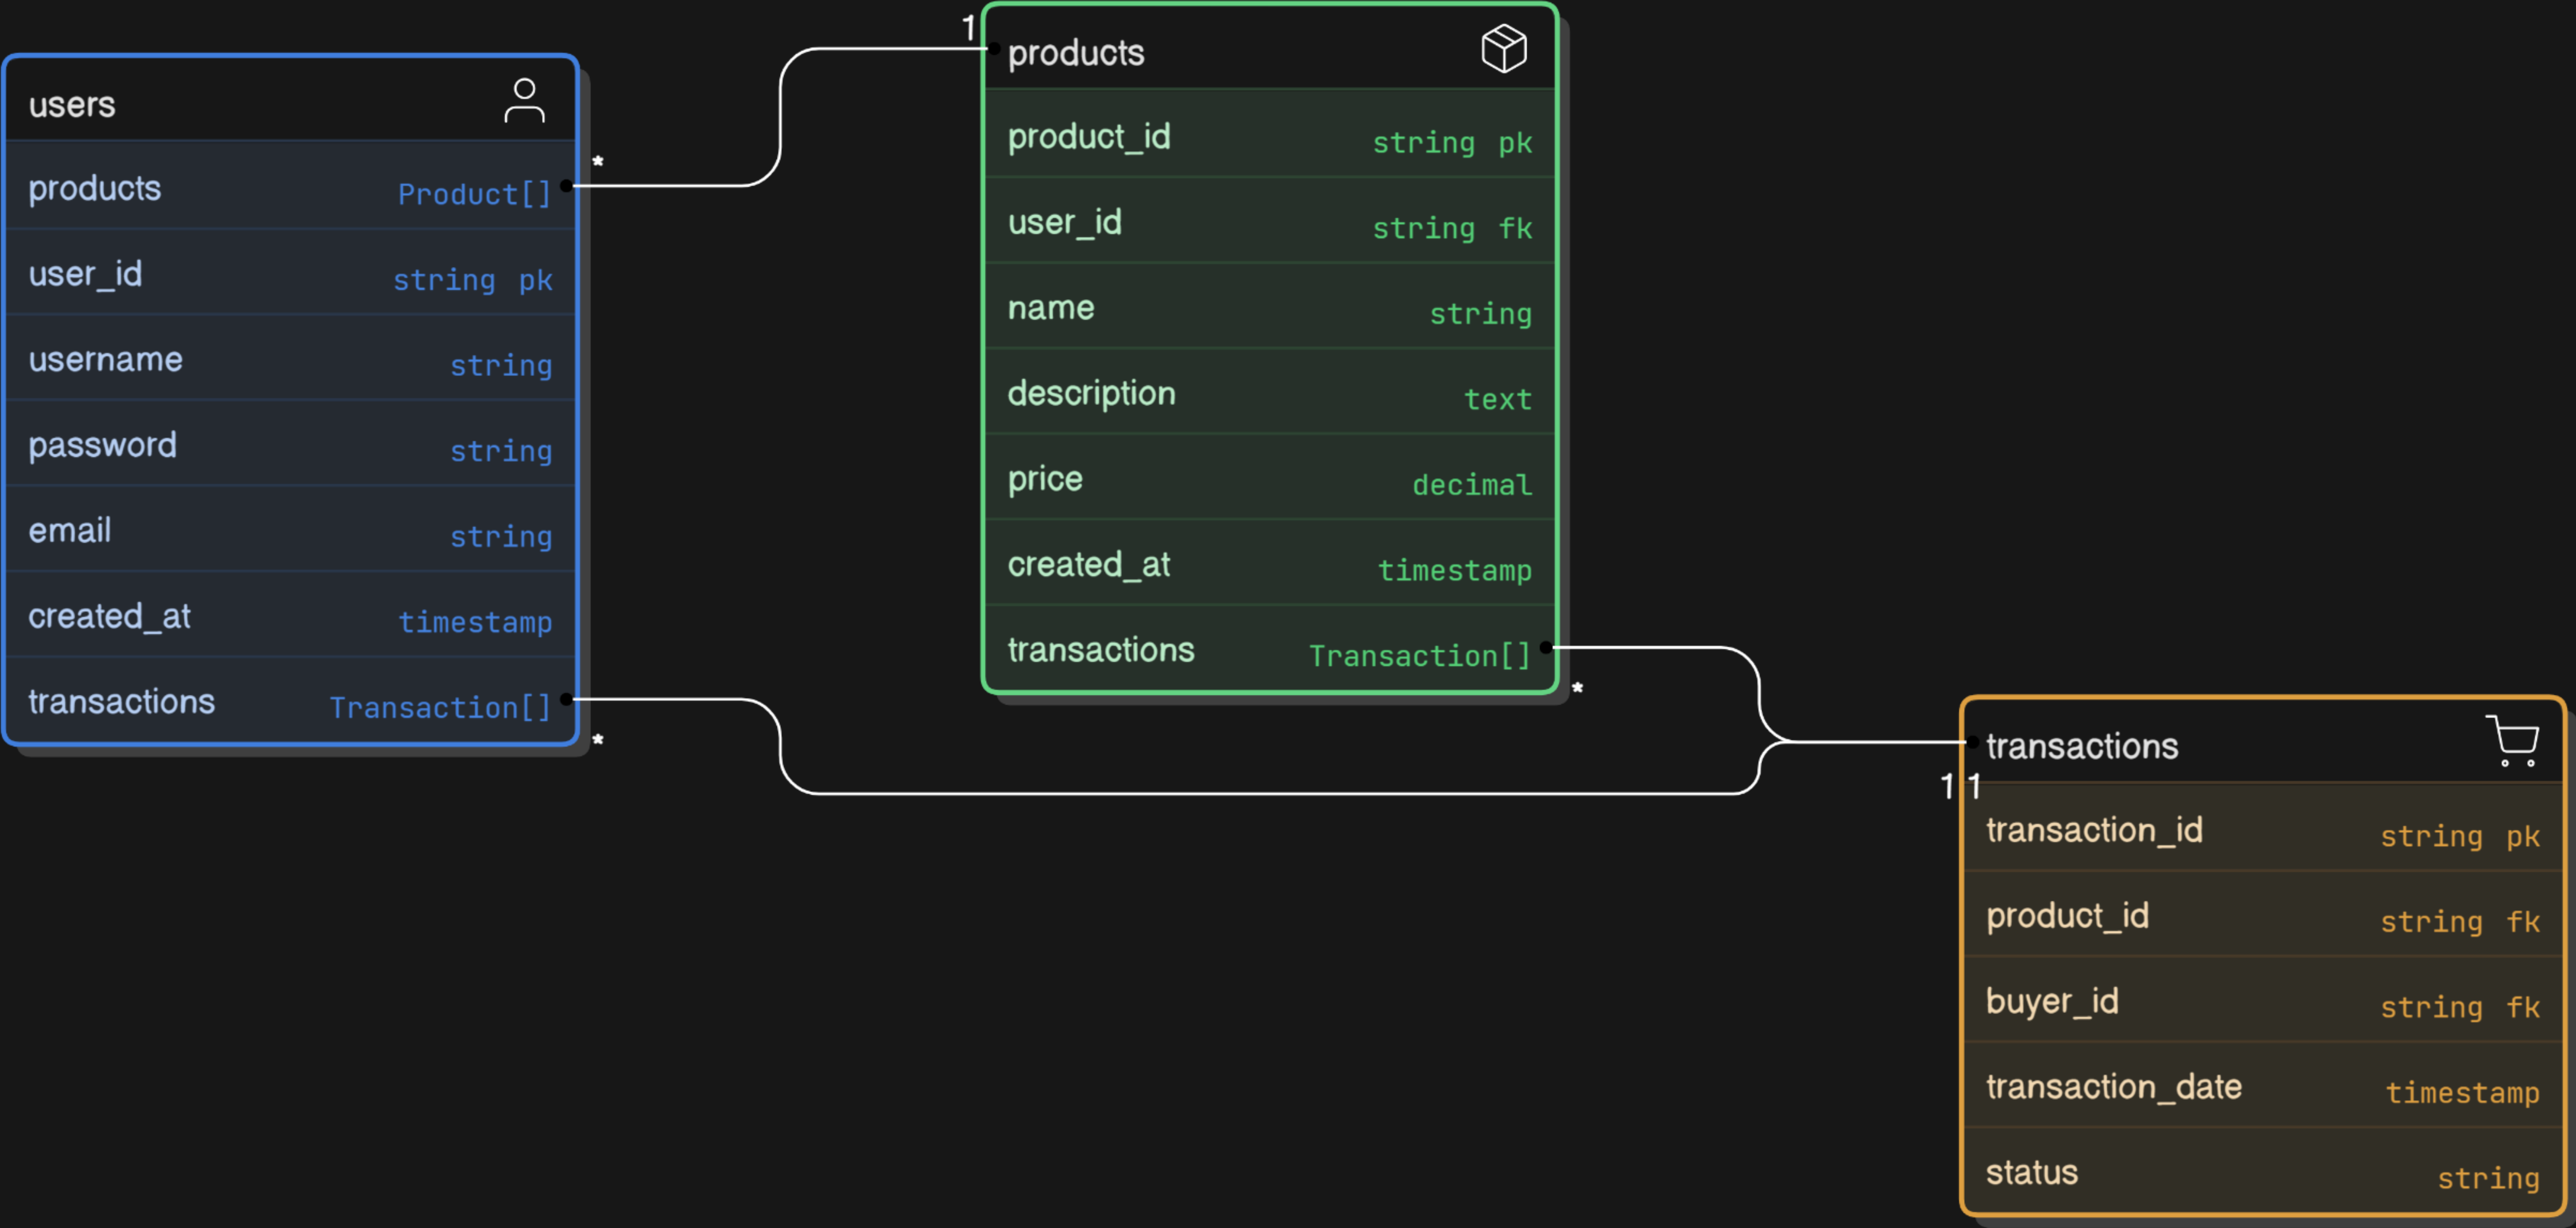 users
products Product[]
user_id string pk
username string
password string
email string
created_at timestamp
transactions Transaction[]
*
*
1
products
product_id string pk
user_id string fk
name string
description text
price decimal
created_at timestamp
transactions Transaction[]
*
1 1
transactions
transaction_id string pk
product_id string fk
buyer_id string fk
transaction_date timestamp
status string